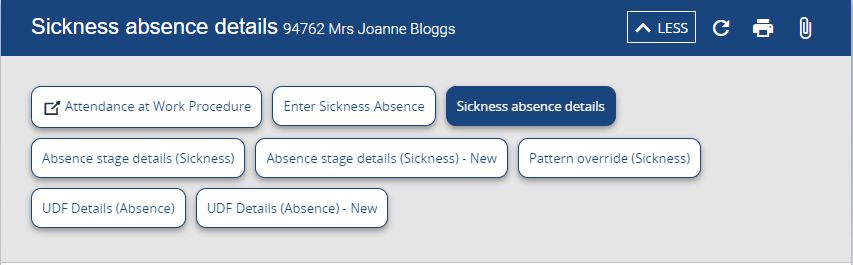 Sickness absence details 94762 Mrs Joanne Bloggs LESS
Attendance at Work Procedure Enter Sickness Absence Sickness absence details
Absence stage details (Sickness) Absence stage details (Sickness) - New Pattern override (Sickness)
UDF Details (Absence) UDF Details (Absence) - New